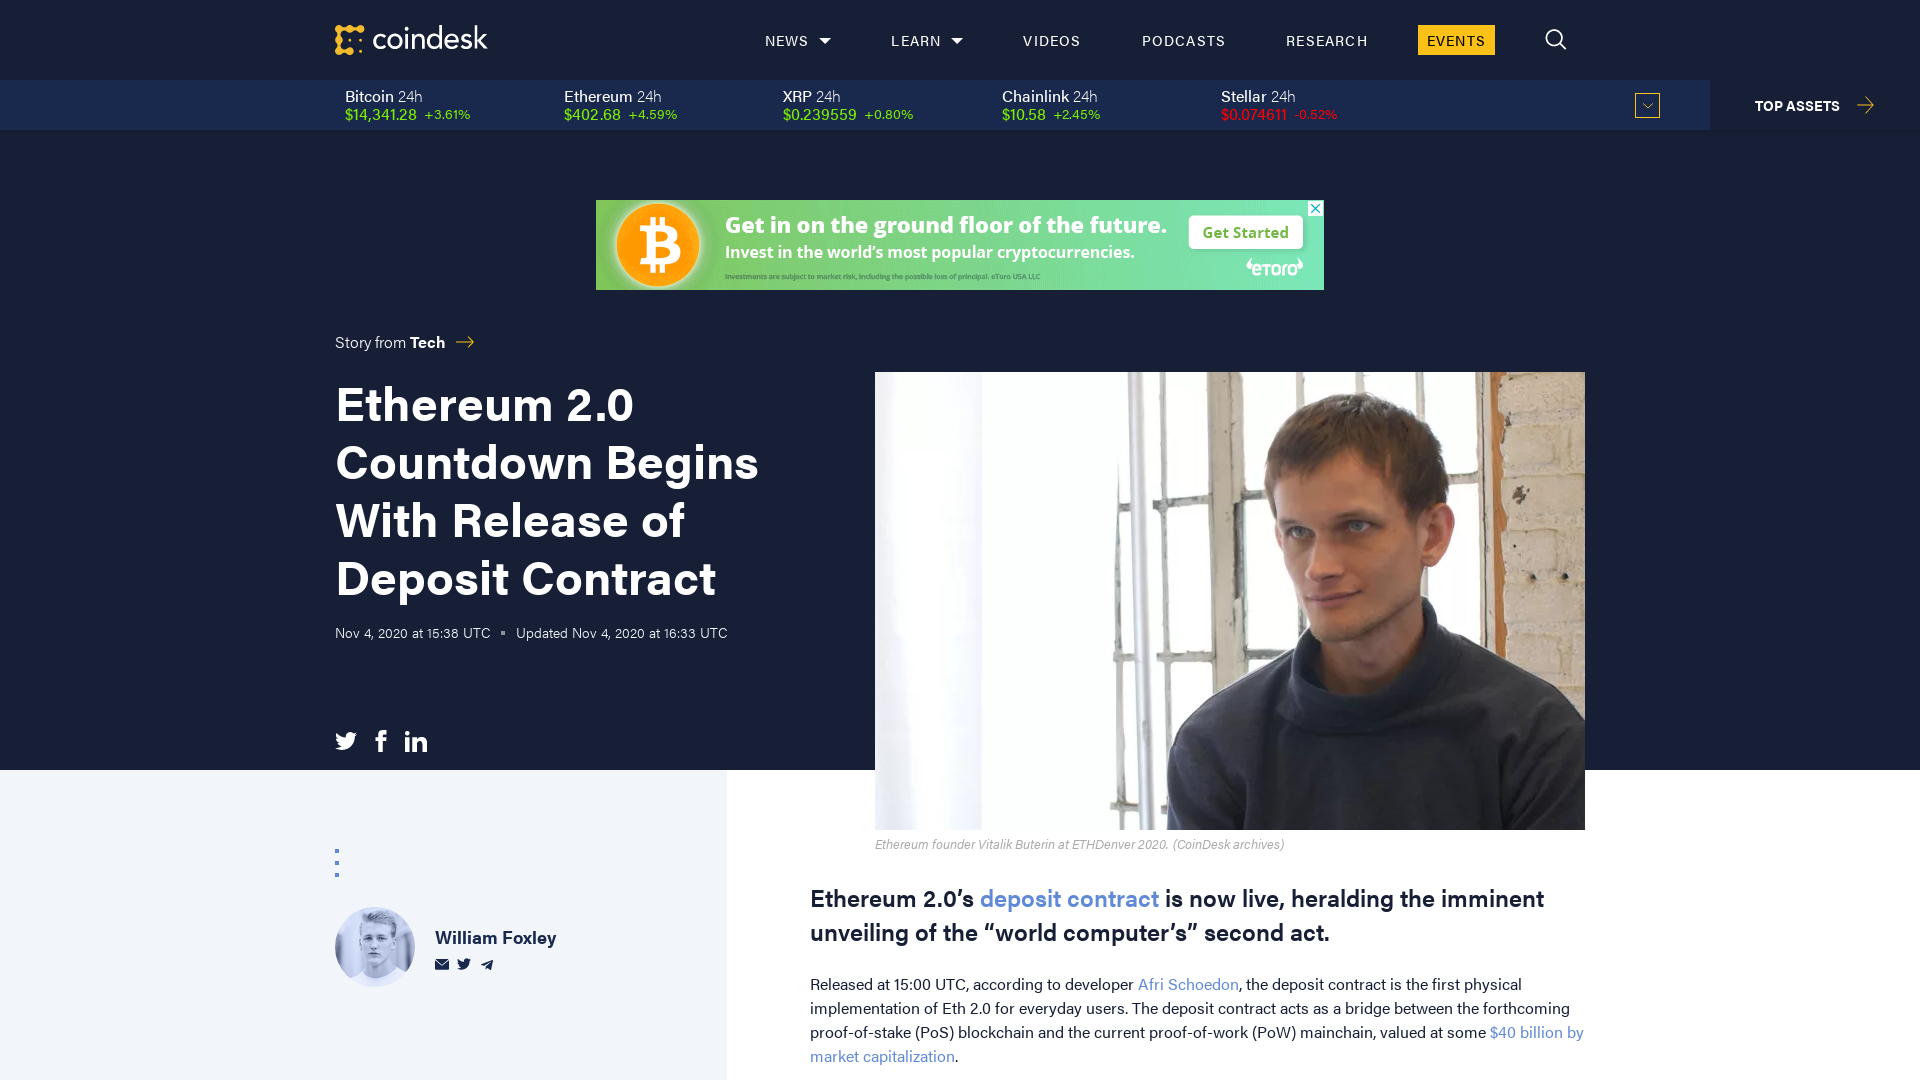 coindesk
NEWS
LEARN
VIDEOS
PODCASTS
RESEARCH
EVENTS
Bitcoin 24h
$14,341.28 +3.61%
Ethereum 24h
$402.68 +4.59%
XRP 24h
$0.239559 +0.80%
Chainlink 24h
$10.58 +2.45%
Stellar 24h
$0.074611 -0.52%
TOP ASSETS
Get in on the ground floor of the future.
Invest in the world's most popular cryptocurrencies.
Investments are subject to market risk, including the possible loss of principal. eToro USA LLC
Get Started
eToro
Story from Tech
Ethereum 2.0
Countdown Begins
With Release of
Deposit Contract
Nov 4, 2020 at 15:38 UTC ▪ Updated Nov 4, 2020 at 16:33 UTC
Ethereum founder Vitalik Buterin at ETHDenver 2020. (CoinDesk archives)
William Foxley
Ethereum 2.0’s deposit contract is now live, heralding the imminent
unveiling of the “world computer’s” second act.
Released at 15:00 UTC, according to developer Afri Schoedon, the deposit contract is the first physical
implementation of Eth 2.0 for everyday users. The deposit contract acts as a bridge between the forthcoming
proof-of-stake (PoS) blockchain and the current proof-of-work (PoW) mainchain, valued at some $40 billion by
market capitalization.